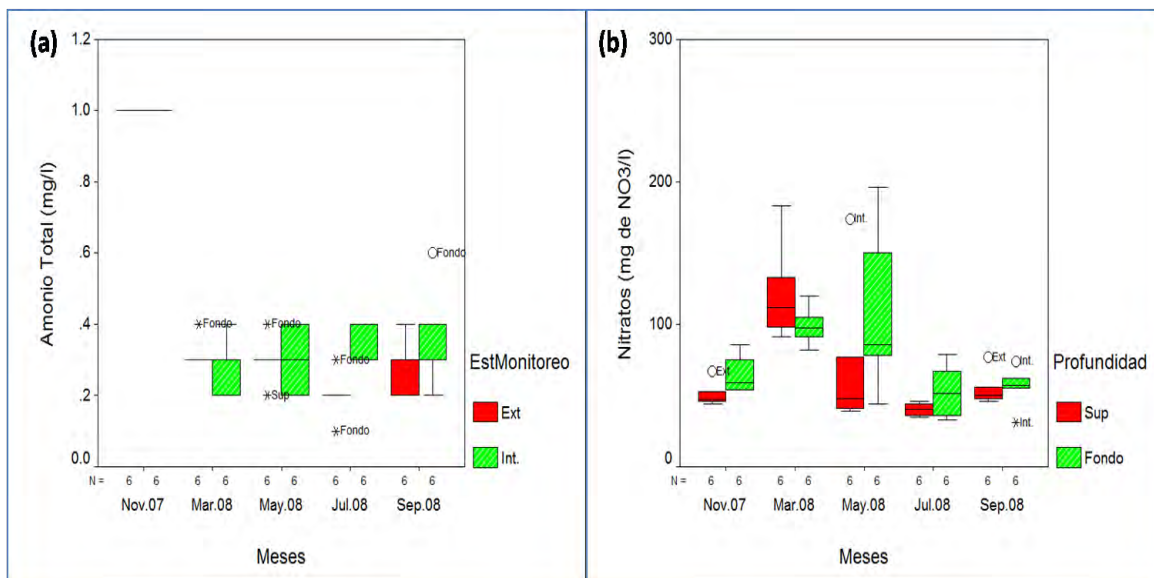 (a)
Amonio Total (mg/l)
1.2
1.0
.8
.6
.4
.2
0.0
Fondo
Fondo
Fondo
Sup
Fondo
Fondo
EstMonitoreo
Ext
Int.
N = 6 6 6 6 6 6 6 6 6 6
Nov.07 Mar.08 May.08 Jul.08 Sep.08
Meses
(b)
Nitratos (mg de NO3/l)
300
200
100
0
Int.
Ext
Ext
Int.
Int.
Profundidad
Sup
Fondo
N = 6 6 6 6 6 6 6 6 6 6
Nov.07 Mar.08 May.08 Jul.08 Sep.08
Meses